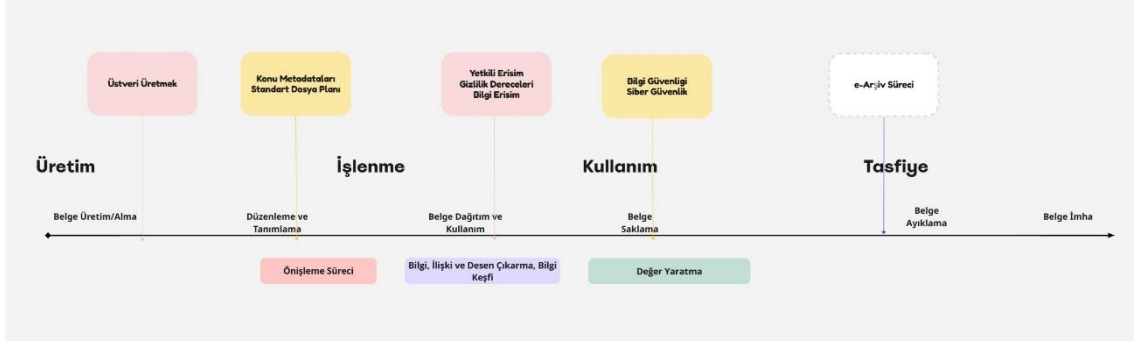 Üstveri Üretmek
Konu Metadataları
Standart Dosya Planı
Yetkili Erisim
Gizlilik Dereceleri
Bilgi Erisim
Bilgi Güvenligi
Siber Güvenlik
e-Arşiv Süreci
Üretim
İşlenme
Kullanım
Tasfiye
Belge Üretim/Alma
Düzenleme ve
Tanımlama
Belge Dağıtım ve
Kullanım
Belge
Saklama
Belge
Ayıklama
Belge İmha
Önişleme Süreci
Bilgi, İlişki ve Desen Çıkarma, Bilgi
Keşfi
Değer Yaratma